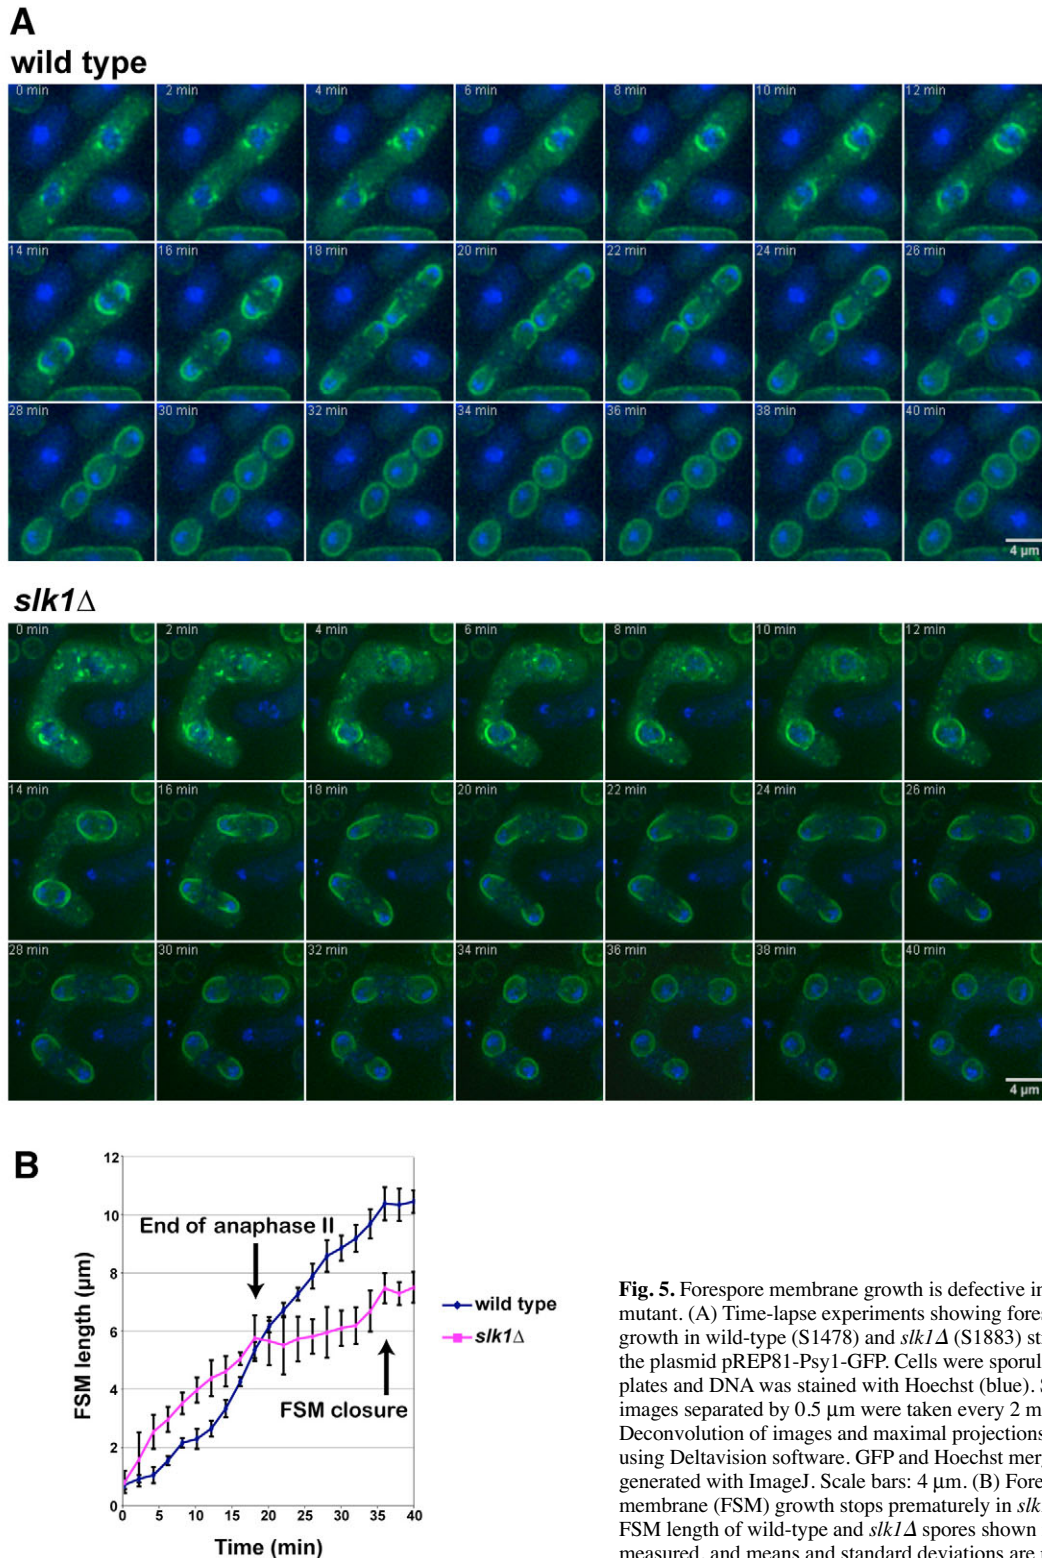 A
wild type
0 min 2 min 4 min 6 min 8 min 10 min 12 min
14 min 16 min 18 min 20 min 22 min 24 min 26 min
28 min 30 min 32 min 34 min 36 min 38 min 40 min
4 µm
slk1Δ
0 min 2 min 4 min 6 min 8 min 10 min 12 min
14 min 16 min 18 min 20 min 22 min 24 min 26 min
28 min 30 min 32 min 34 min 36 min 38 min 40 min
4 µm
B
12
10
8
6
4
2
0
FSM length (µm)
0 5 10 15 20 25 30 35 40
Time (min)
End of anaphase II
FSM closure
wild type
slk1Δ
Fig. 5. Forespore membrane growth is defective in
mutant. (A) Time-lapse experiments showing fores
growth in wild-type (S1478) and slk1Δ (S1883) st
the plasmid pREP81-Psy1-GFP. Cells were sporul
plates and DNA was stained with Hoechst (blue). S
images separated by 0.5 µm were taken every 2 m
Deconvolution of images and maximal projections
using Deltavision software. GFP and Hoechst merg
generated with ImageJ. Scale bars: 4 µm. (B) Fore
membrane (FSM) growth stops prematurely in slk
FSM length of wild-type and slk1Δ spores shown
measured, and means and standard deviations are